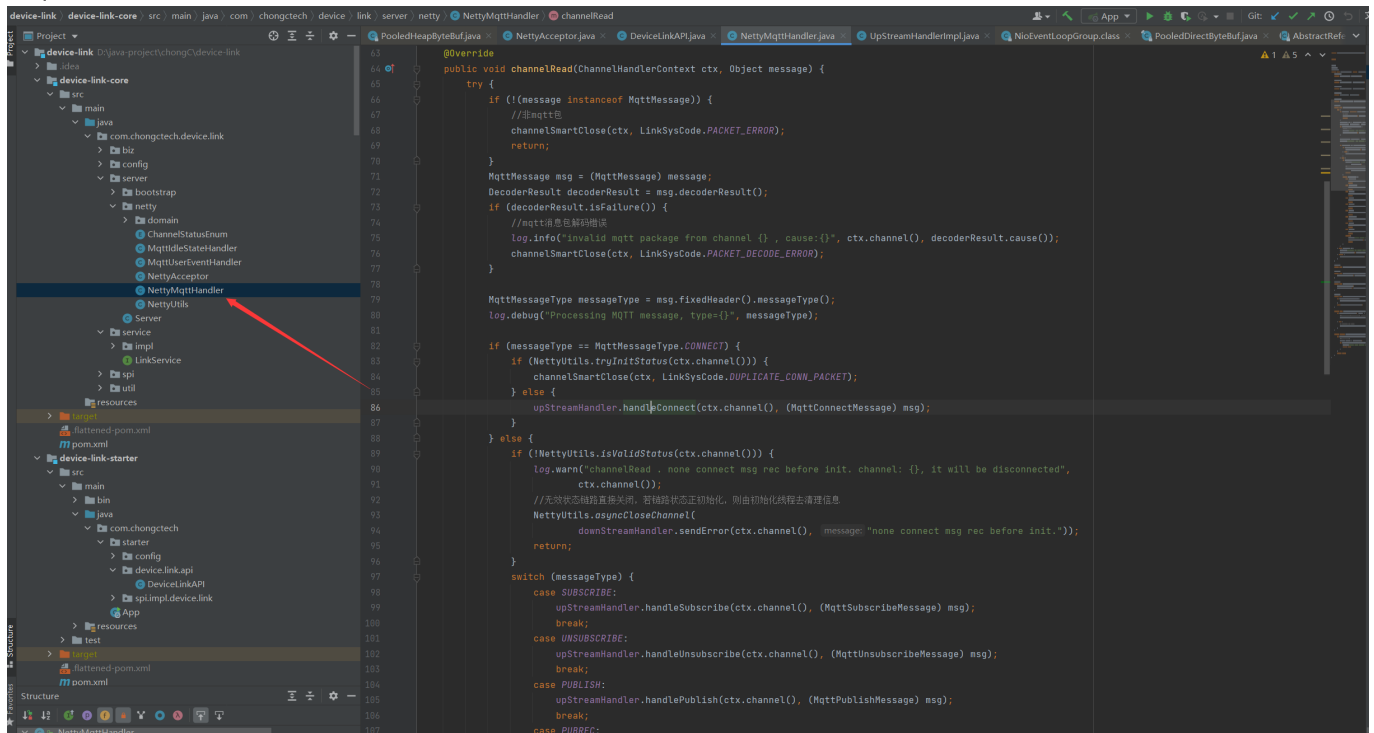 device-link › device-link-core › src › main › java › com › chongctech › device › link › server › netty › NettyMqttHandler › channelRead
App
Git:
Project
PooledHeapByteBuf.java
NettyAcceptor.java
DeviceLinkAPI.java
NettyMqttHandler.java
UpStreamHandlerImpl.java
NioEventLoopGroup.class
PooledDirectByteBuf.java
AbstractRefe
Project
device-link D:\java-project\chongC\device-link
.idea
device-link-core
src
main
java
com.chongctech.device.link
biz
config
server
bootstrap
netty
domain
ChannelStatusEnum
MqttIdleStateHandler
MqttUserEventHandler
NettyAcceptor
NettyMqttHandler
NettyUtils
Server
service
impl
LinkService
spi
util
resources
target
.flattened-pom.xml
pom.xml
device-link-starter
src
main
bin
java
com.chongctech
starter
config
device.link.api
DeviceLinkAPI
spi.impl.device.link
App
resources
test
target
.flattened-pom.xml
pom.xml
Structure
Favorites
Structure
NettyMqttHandler
1 5
63 @Override
64 public void channelRead(ChannelHandlerContext ctx, Object message) {
65 try {
66 if (!(message instanceof MqttMessage)) {
67 //非mqtt包
68 channelSmartClose(ctx, LinkSysCode.PACKET_ERROR);
69 return;
70 }
71 MqttMessage msg = (MqttMessage) message;
72 DecoderResult decoderResult = msg.decoderResult();
73 if (decoderResult.isFailure()) {
74 //mqtt消息包解码错误
75 log.info("invalid mqtt package from channel {} , cause:{}", ctx.channel(), decoderResult.cause());
76 channelSmartClose(ctx, LinkSysCode.PACKET_DECODE_ERROR);
77 }
78
79 MqttMessageType messageType = msg.fixedHeader().messageType();
80 log.debug("Processing MQTT message, type={}", messageType);
81
82 if (messageType == MqttMessageType.CONNECT) {
83 if (NettyUtils.tryInitStatus(ctx.channel())) {
84 channelSmartClose(ctx, LinkSysCode.DUPLICATE_CONN_PACKET);
85 } else {
86 upStreamHandler.handleConnect(ctx.channel(), (MqttConnectMessage) msg);
87 }
88 } else {
89 if (!NettyUtils.isValidStatus(ctx.channel())) {
90 log.warn("channelRead . none connect msg rec before init. channel: {}, it will be disconnected",
91 ctx.channel());
92 //无效状态链路直接关闭，若链路状态正初始化，则由初始化线程去清理信息
93 NettyUtils.asyncCloseChannel(
94 downStreamHandler.sendError(ctx.channel(), message: "none connect msg rec before init."));
95 return;
96 }
97 switch (messageType) {
98 case SUBSCRIBE:
99 upStreamHandler.handleSubscribe(ctx.channel(), (MqttSubscribeMessage) msg);
100 break;
101 case UNSUBSCRIBE:
102 upStreamHandler.handleUnsubscribe(ctx.channel(), (MqttUnsubscribeMessage) msg);
103 break;
104 case PUBLISH:
105 upStreamHandler.handlePublish(ctx.channel(), (MqttPublishMessage) msg);
106 break;
107 case PUBREC: